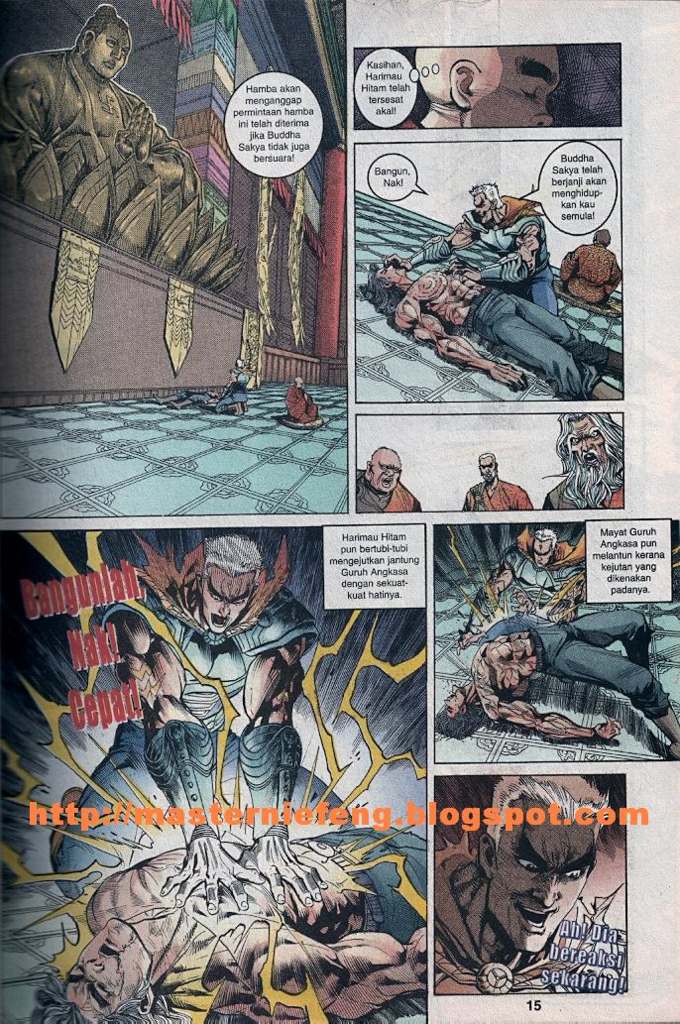 Hamba akan
menganggap
permintaan hamba
ini telah diterima
jika Buddha
Sakya tidak juga
bersuara!
Kasihan,
Harimau
Hitam telah
tersesat
akal!
Bangun,
Nak!
Buddha
Sakya telah
berjanji akan
menghidup-
kan kau
semula!
Bangunlah,
Nak!
Cepat!
Harimau Hitam
pun bertubi-tubi
mengejutkan jantung
Guruh Angkasa
dengan sekuat-
kuat hatinya.
Mayat Guruh
Angkasa pun
melantun kerana
kejutan yang
dikenakan
padanya.
http://masterniefeng.blogspot.com
Ah! Dia
bereaksi
sekarang!
15